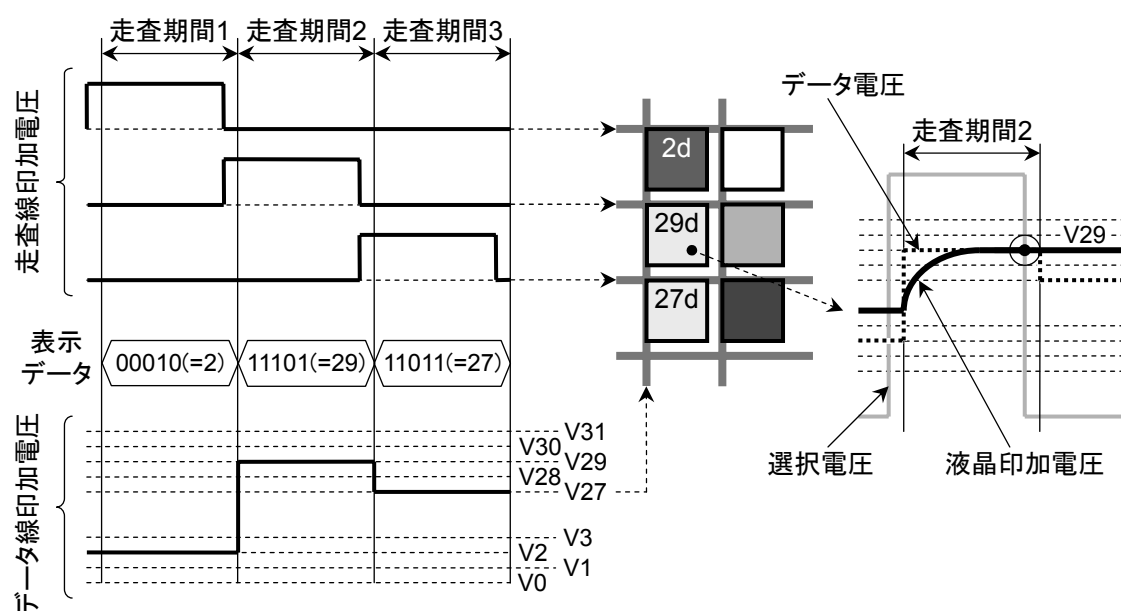 走査期間1
走査期間2
走査期間3
走査線印加電圧
表示
データ
00010(=2)
11101(=29)
11011(=27)
データ線印加電圧
V31
V30
V29
V28
V27
V3
V2
V1
V0
2d
29d
27d
データ電圧
走査期間2
V29
選択電圧
液晶印加電圧